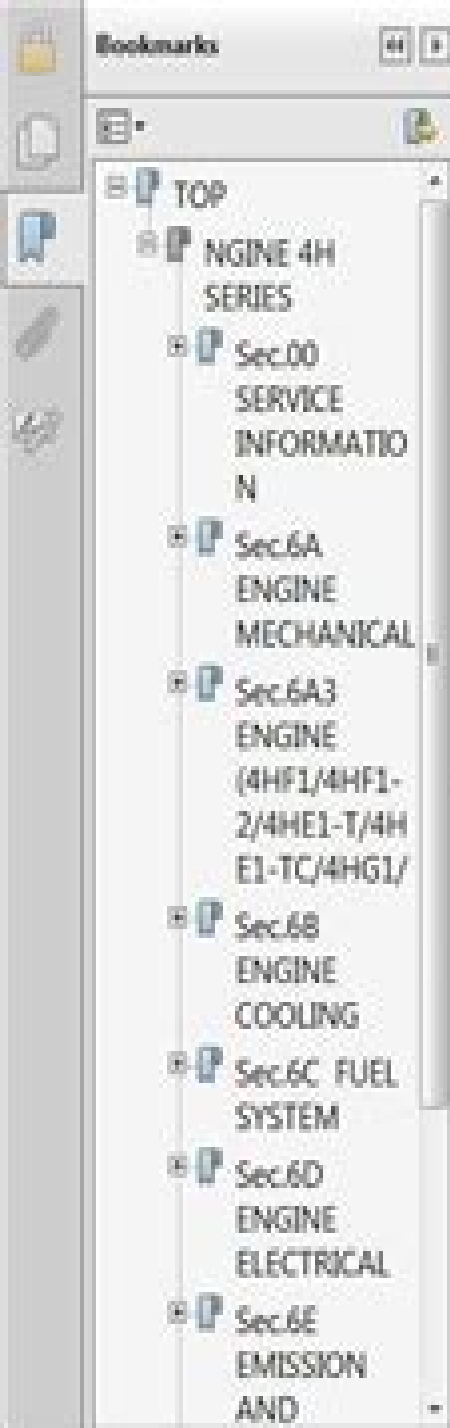 Bookmarks
TOP
NGINE 4H
SERIES
Sec.00
SERVICE
INFORMATIO
N
Sec.6A
ENGINE
MECHANICAL
Sec.6A3
ENGINE
(4HF1/4HF1-
2/4HE1-T/4H
E1-TC/4HG1/
Sec.6B
ENGINE
COOLING
Sec.6C FUEL
SYSTEM
Sec.6D
ENGINE
ELECTRICAL
Sec.6E
EMISSION
AND